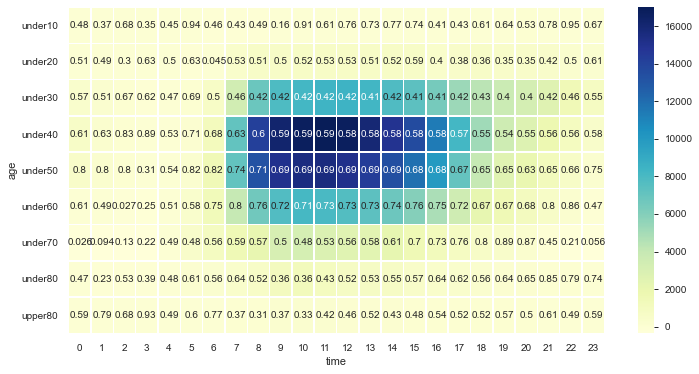 under10 0.48 0.37 0.68 0.35 0.45 0.94 0.46 0.43 0.49 0.16 0.91 0.61 0.76 0.73 0.77 0.74 0.41 0.43 0.61 0.64 0.53 0.78 0.95 0.67
under20 0.51 0.49 0.3 0.63 0.5 0.63 0.045 0.53 0.51 0.5 0.52 0.53 0.53 0.51 0.52 0.59 0.4 0.38 0.36 0.35 0.35 0.42 0.5 0.61
under30 0.57 0.51 0.67 0.62 0.47 0.69 0.5 0.46 0.42 0.42 0.42 0.42 0.42 0.41 0.42 0.41 0.41 0.42 0.43 0.4 0.4 0.42 0.46 0.55
under40 0.61 0.63 0.83 0.89 0.53 0.71 0.68 0.63 0.6 0.59 0.59 0.59 0.58 0.58 0.58 0.58 0.58 0.57 0.55 0.54 0.55 0.56 0.56 0.58
under50 0.8 0.8 0.8 0.31 0.54 0.82 0.82 0.74 0.71 0.69 0.69 0.69 0.69 0.69 0.69 0.68 0.68 0.67 0.65 0.65 0.63 0.65 0.66 0.75
under60 0.61 0.49 0.027 0.25 0.51 0.58 0.75 0.8 0.76 0.72 0.71 0.73 0.73 0.73 0.74 0.76 0.75 0.72 0.67 0.67 0.68 0.8 0.86 0.47
under70 0.026 0.094 0.13 0.22 0.49 0.48 0.56 0.59 0.57 0.5 0.48 0.53 0.56 0.58 0.61 0.7 0.73 0.76 0.8 0.89 0.87 0.45 0.21 0.056
under80 0.47 0.23 0.53 0.39 0.48 0.61 0.56 0.64 0.52 0.36 0.36 0.43 0.52 0.53 0.55 0.57 0.64 0.62 0.56 0.64 0.65 0.85 0.79 0.74
upper80 0.59 0.79 0.68 0.93 0.49 0.6 0.77 0.37 0.31 0.37 0.33 0.42 0.46 0.52 0.43 0.48 0.54 0.52 0.52 0.57 0.5 0.61 0.49 0.59
0 1 2 3 4 5 6 7 8 9 10 11 12 13 14 15 16 17 18 19 20 21 22 23
time
age
16000
14000
12000
10000
8000
6000
4000
2000
0